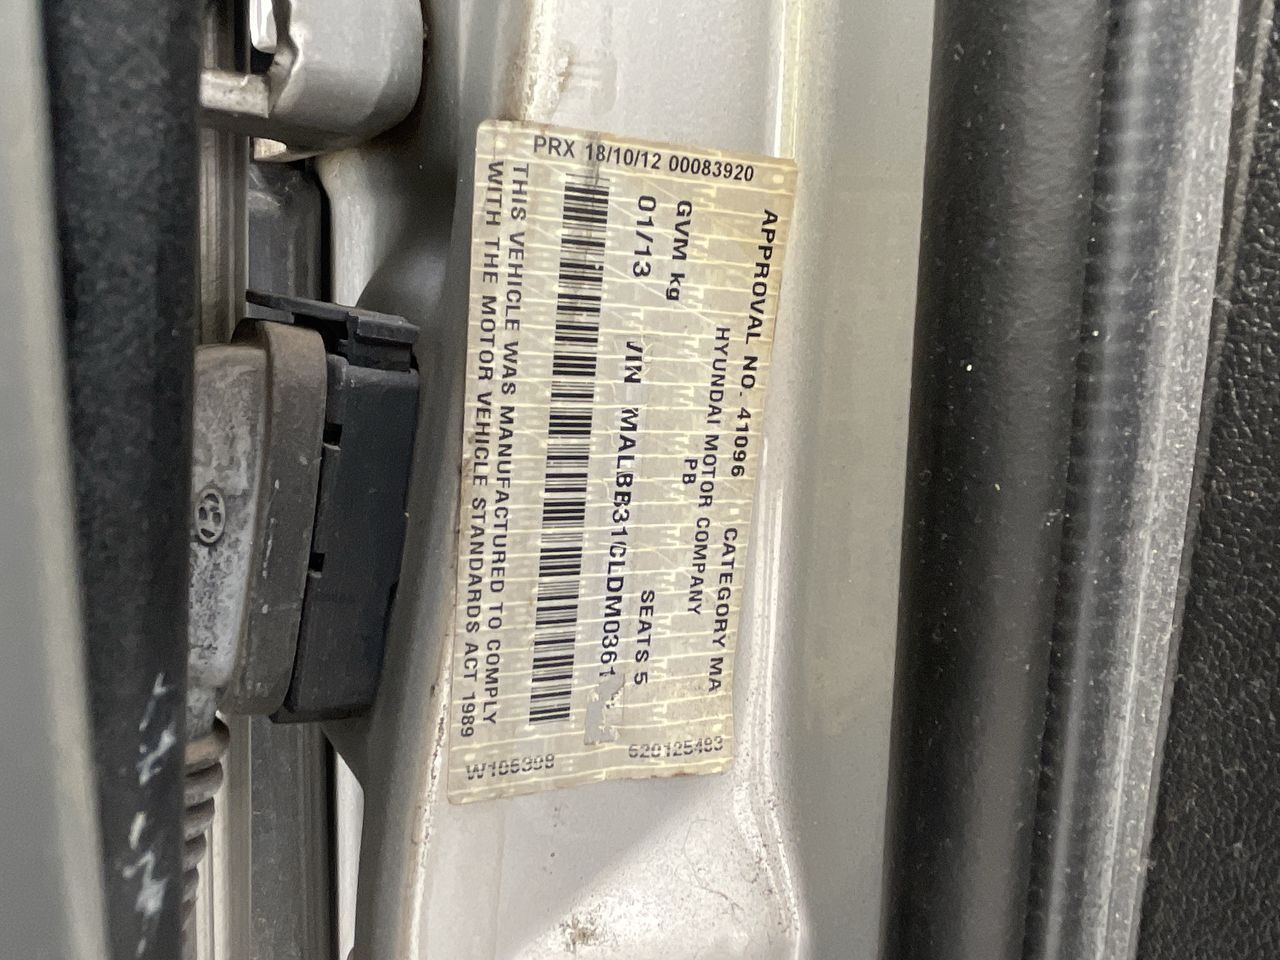 PRX 18/10/12 00083920
APPROVAL NO. 41096 CATEGORY MA
HYUNDAI MOTOR COMPANY
GVM kg PB
01/13 SEATS 5
VIN MALBB31CLDM0361
THIS VEHICLE WAS MANUFACTURED TO COMPLY
WITH THE MOTOR VEHICLE STANDARDS ACT 1989
620125483